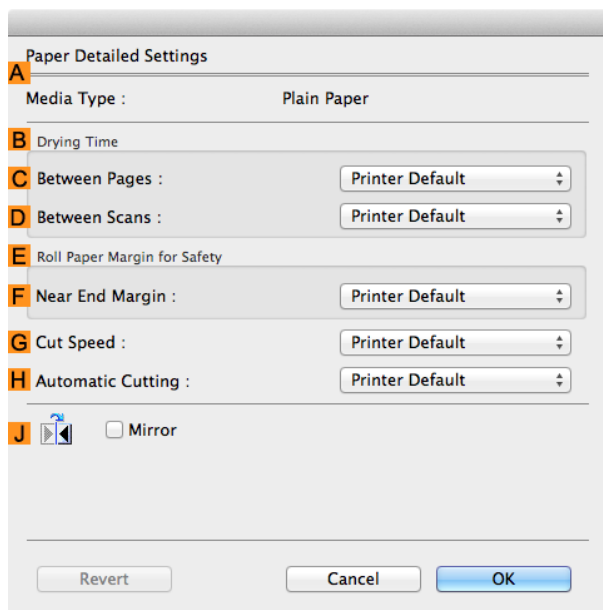 Paper Detailed Settings
A
Media Type : Plain Paper
B Drying Time
C Between Pages : Printer Default
D Between Scans : Printer Default
E Roll Paper Margin for Safety
F Near End Margin : Printer Default
G Cut Speed : Printer Default
H Automatic Cutting : Printer Default
J Mirror
Revert Cancel OK